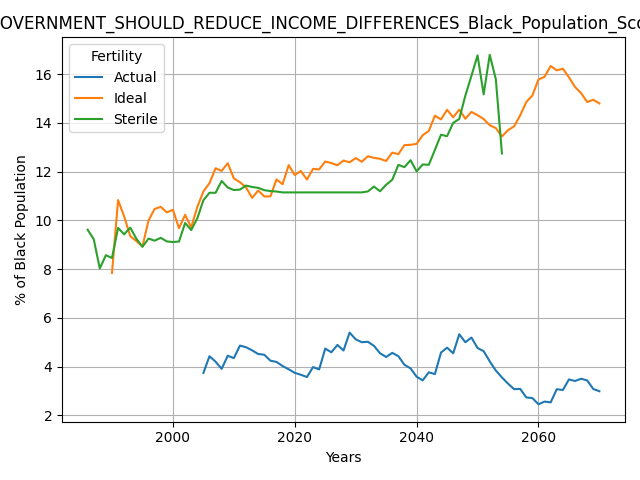 OVERNMENT_SHOULD_REDUCE_INCOME_DIFFERENCES_Black_Population_Sco
Fertility
Actual
Ideal
Sterile
16
14
12
10
8
6
4
2
% of Black Population
2000 2020 2040 2060
Years